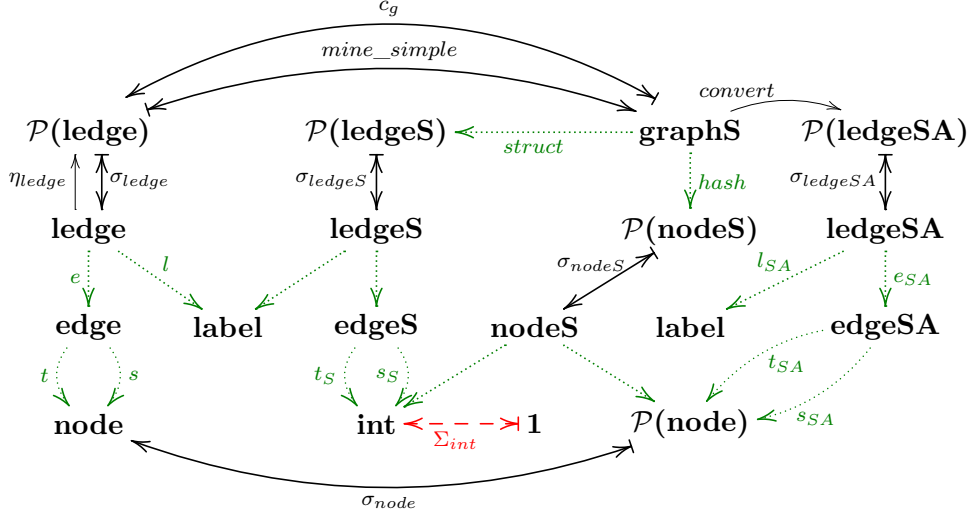 c_g
mine_simple
convert
𝒫(ledge) 𝒫(ledgeS) graphS 𝒫(ledgeSA)
struct
η_ledge σ_ledge σ_ledgeS hash σ_ledgeSA
ledge ledgeS 𝒫(nodeS) ledgeSA
e l σ_nodeS l_SA e_SA
edge label edgeS nodeS label edgeSA
t s t_S s_S t_SA
s_SA
node int 1 𝒫(node)
Σ_int
σ_node